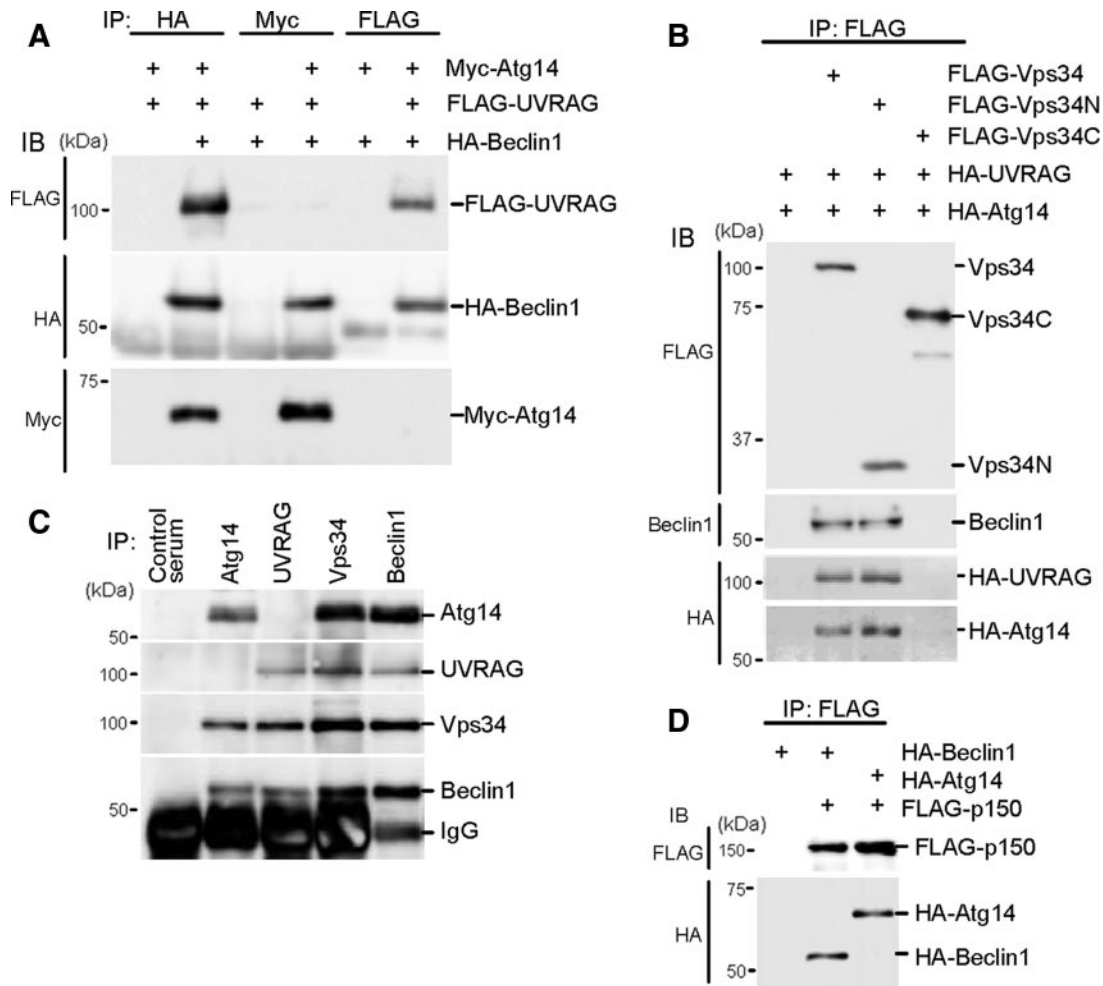 A
IP: HA Myc FLAG
+ + + + + Myc-Atg14
+ + + + + FLAG-UVRAG
+ + + + + HA-Beclin1
IB (kDa)
FLAG 100 FLAG-UVRAG
HA 50 HA-Beclin1
Myc 75 Myc-Atg14
B
IP: FLAG
+ FLAG-Vps34
+ FLAG-Vps34N
+ FLAG-Vps34C
+ + + + HA-UVRAG
+ + + + HA-Atg14
IB (kDa)
FLAG
100 Vps34
75 Vps34C
37
Vps34N
Beclin1 50 Beclin1
HA
100 HA-UVRAG
HA-Atg14
50
C
IP: Control serum Atg14 UVRAG Vps34 Beclin1
(kDa)
Atg14
50
100 UVRAG
100 Vps34
Beclin1
50
IgG
D
IP: FLAG
+ + HA-Beclin1
+ HA-Atg14
+ + FLAG-p150
IB (kDa)
FLAG 150 FLAG-p150
HA
75
HA-Atg14
HA-Beclin1
50